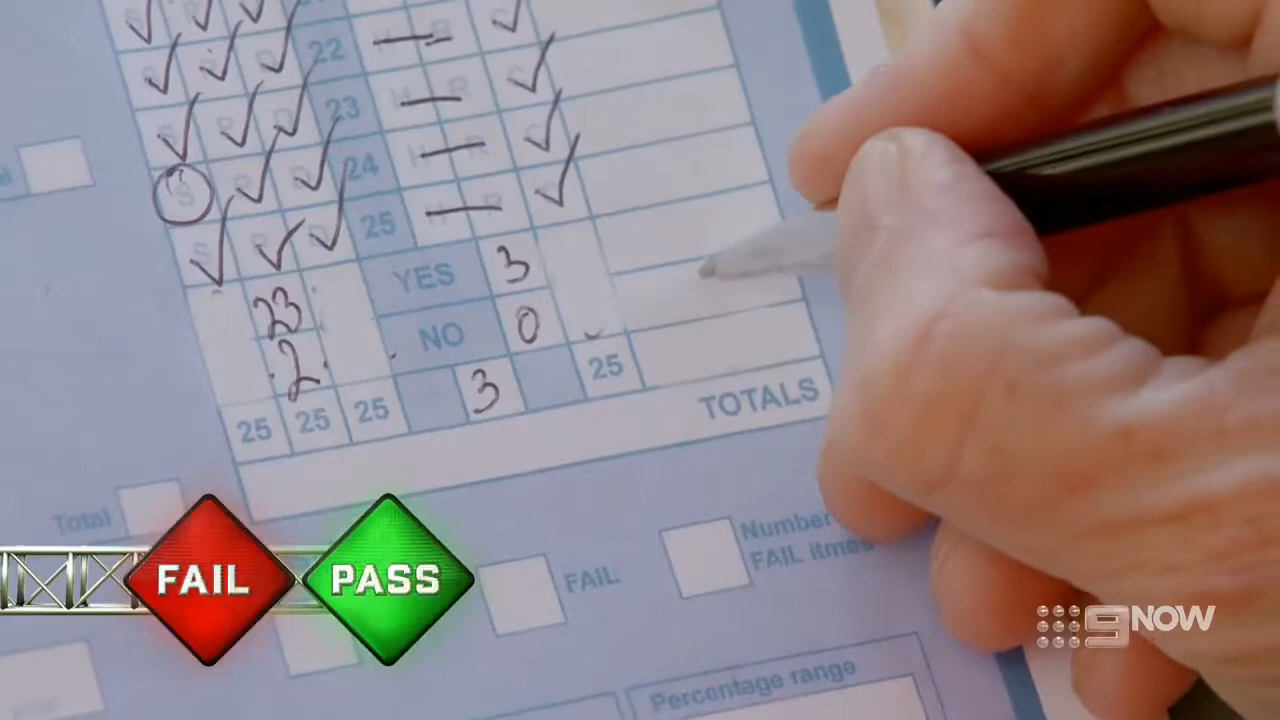 22 H R
23 H R
24 H R
S R R 25 H R
YES 3
23 NO 0
2 3 25
25 25 25 TOTALS
Total
FAIL PASS
FAIL
Number
FAIL itmes
9NOW
Percentage range